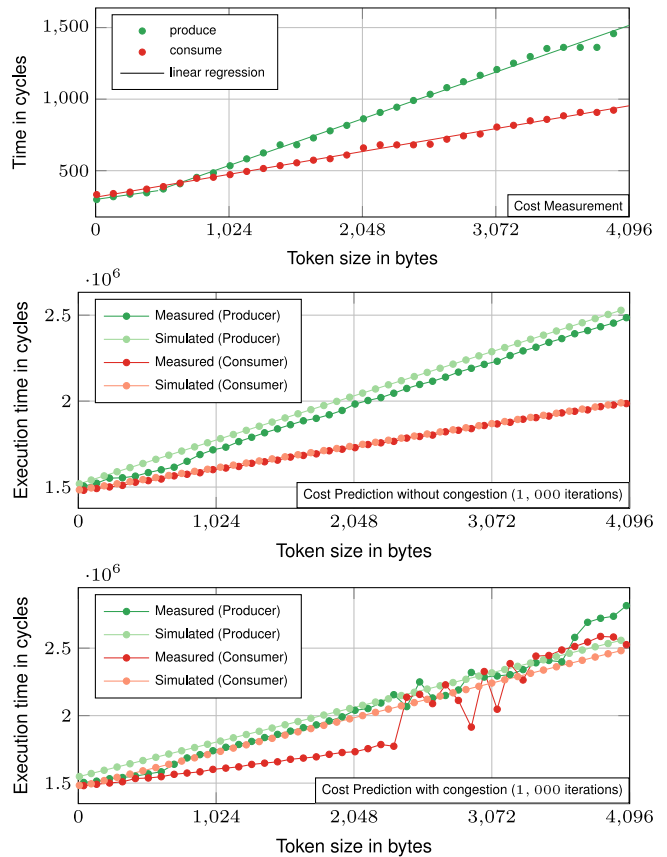 1,500
1,000
500
Time in cycles
produce
consume
linear regression
Cost Measurement
0
1,024
2,048
3,072
4,096
Token size in bytes
·10⁶
2.5
2
1.5
Execution time in cycles
Measured (Producer)
Simulated (Producer)
Measured (Consumer)
Simulated (Consumer)
Cost Prediction without congestion (1, 000 iterations)
0
1,024
2,048
3,072
4,096
Token size in bytes
·10⁶
2.5
2
1.5
Execution time in cycles
Measured (Producer)
Simulated (Producer)
Measured (Consumer)
Simulated (Consumer)
Cost Prediction with congestion (1, 000 iterations)
0
1,024
2,048
3,072
4,096
Token size in bytes